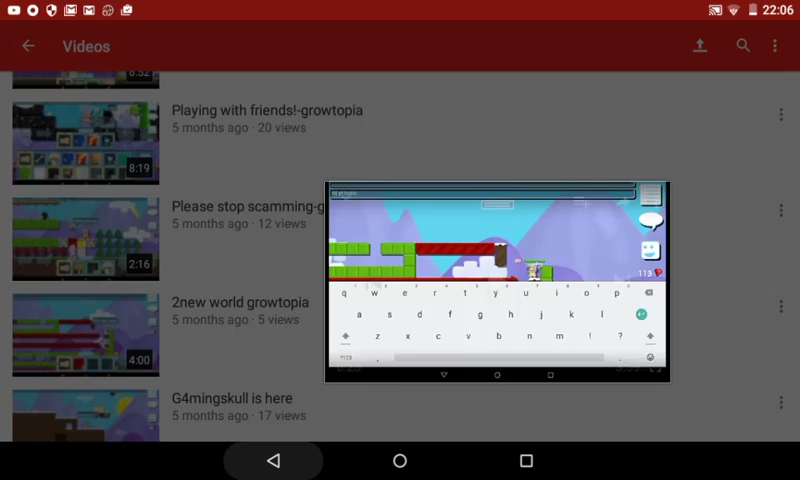 22:06
Videos
6:52
Playing with friends!-growtopia
5 months ago · 20 views
8:19
Please stop scamming-g
5 months ago · 12 views
2:16
2new world growtopia
5 months ago · 5 views
4:00
G4mingskull is here
5 months ago · 17 views
113
q w e r t y u i o p
a s d f g h j k l
z x c v b n m ! ?
*?123 , .